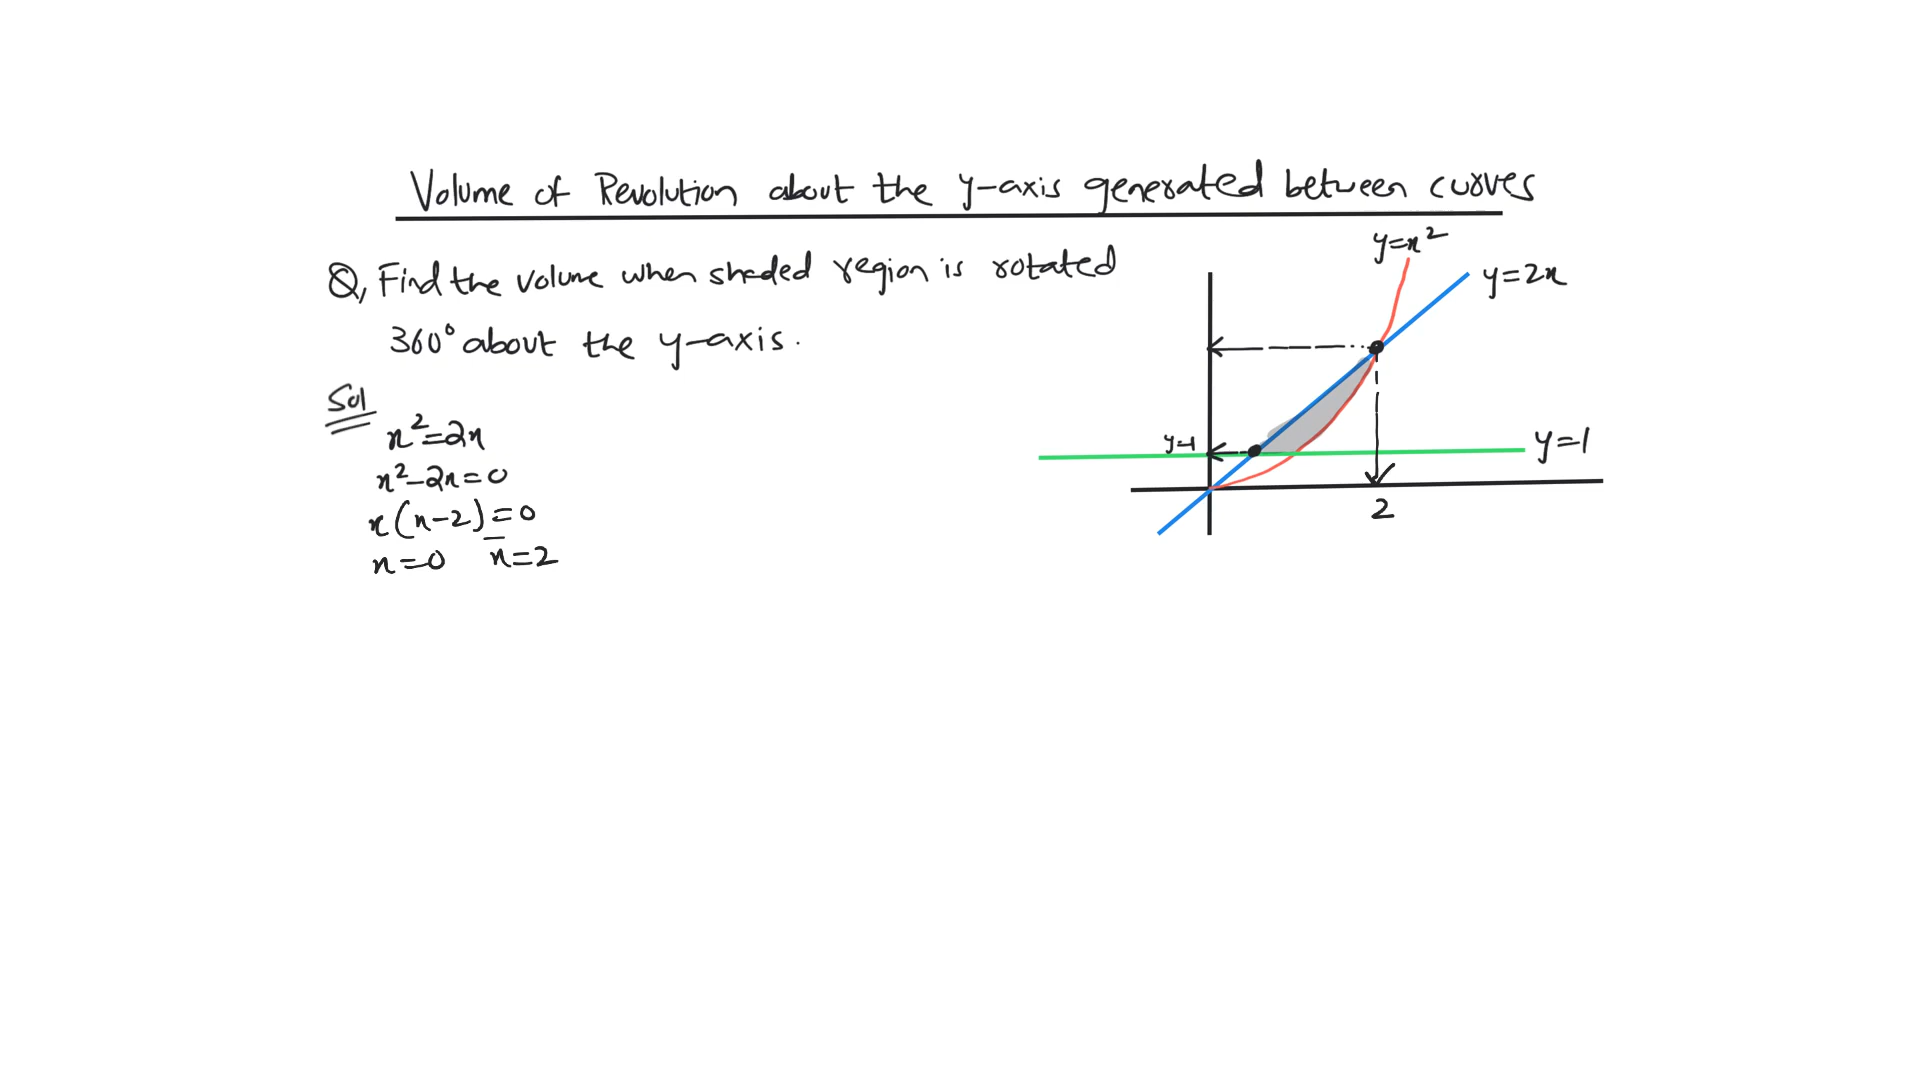 Volume of Revolution about the y-axis generated between curves
Q, Find the volume when shaded region is rotated
360° about the y-axis.
Sol
x²=2x
x²-2x=0
x(x-2)=0
x=0 x=2
y=x²
y=2x
y=1
y=1
2